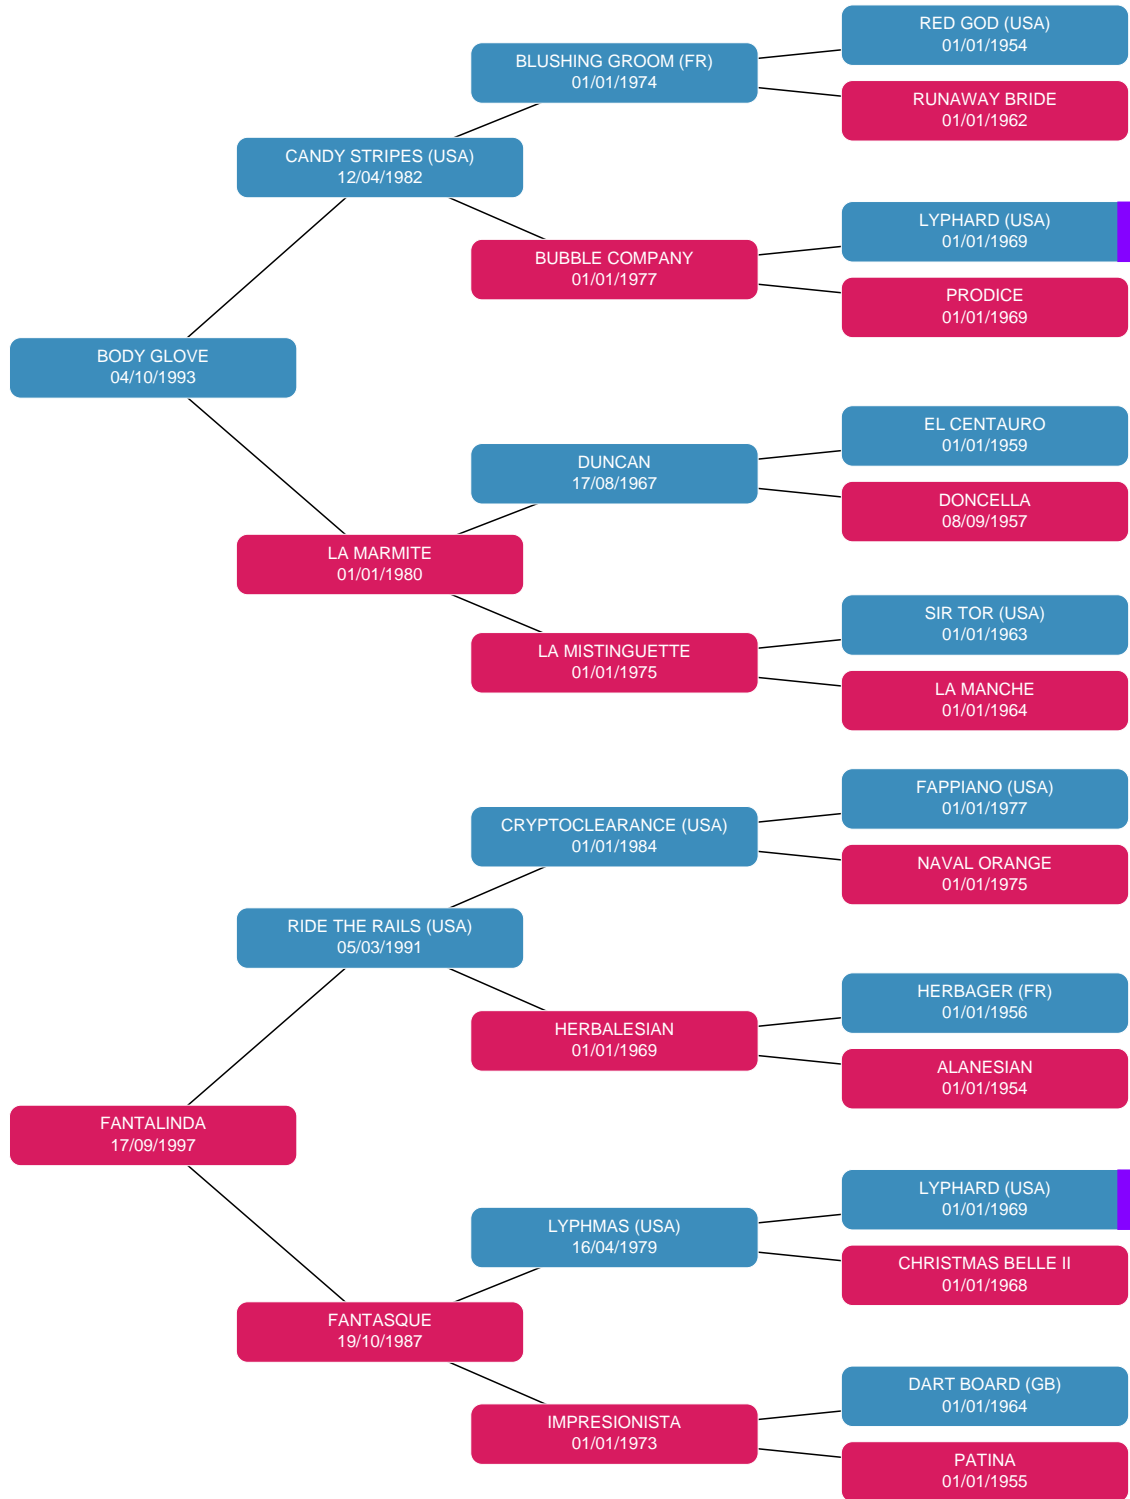 RED GOD (USA)
01/01/1954
BLUSHING GROOM (FR)
01/01/1974
RUNAWAY BRIDE
01/01/1962
CANDY STRIPES (USA)
12/04/1982
LYPHARD (USA)
01/01/1969
BUBBLE COMPANY
01/01/1977
PRODICE
01/01/1969
BODY GLOVE
04/10/1993
EL CENTAURO
01/01/1959
DUNCAN
17/08/1967
DONCELLA
08/09/1957
LA MARMITE
01/01/1980
SIR TOR (USA)
01/01/1963
LA MISTINGUETTE
01/01/1975
LA MANCHE
01/01/1964
FAPPIANO (USA)
01/01/1977
CRYPTOCLEARANCE (USA)
01/01/1984
NAVAL ORANGE
01/01/1975
RIDE THE RAILS (USA)
05/03/1991
HERBAGER (FR)
01/01/1956
HERBALESIAN
01/01/1969
ALANESIAN
01/01/1954
FANTALINDA
17/09/1997
LYPHARD (USA)
01/01/1969
LYPHMAS (USA)
16/04/1979
CHRISTMAS BELLE II
01/01/1968
FANTASQUE
19/10/1987
DART BOARD (GB)
01/01/1964
IMPRESIONISTA
01/01/1973
PATINA
01/01/1955